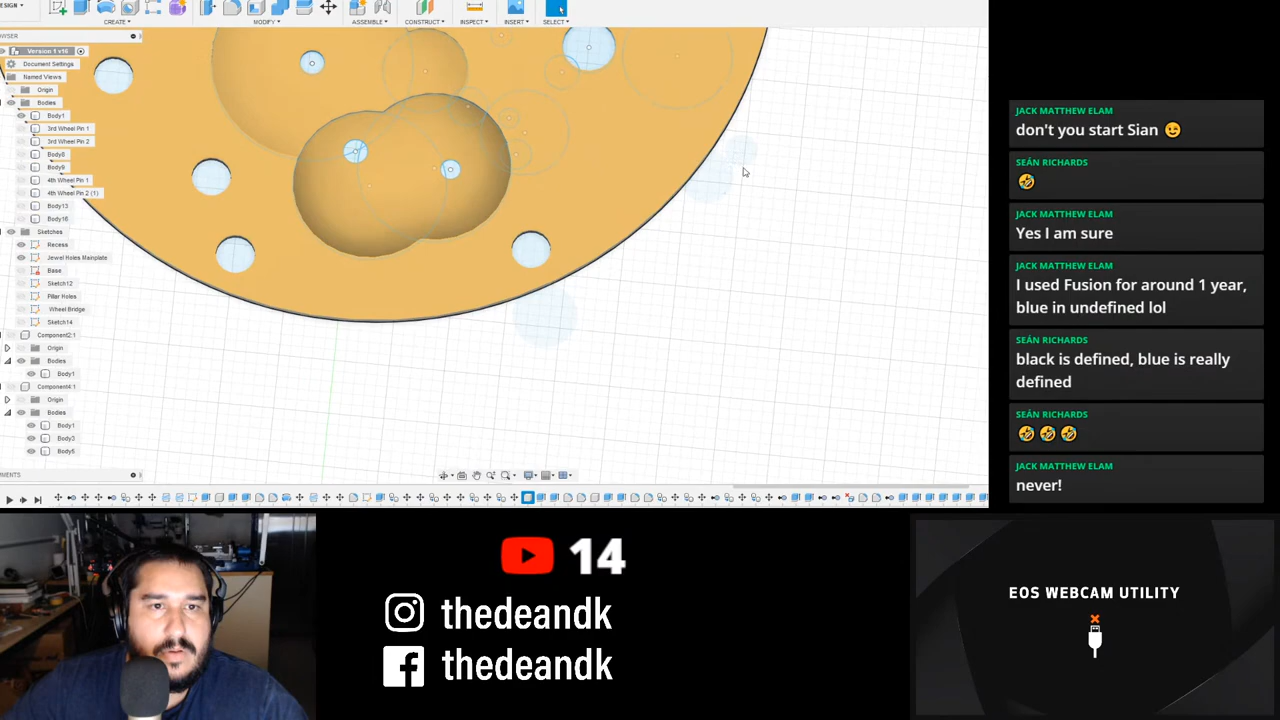 ESIGN
CREATE
MODIFY
ASSEMBLE
CONSTRUCT
INSPECT
INSERT
SELECT
ROWSER
Version 1 v16
Document Settings
Named Views
Origin
Bodies
Body1
3rd Wheel Pin 1
3rd Wheel Pin 2
Body8
Body9
4th Wheel Pin 1
4th Wheel Pin 2 (1)
Body13
Body16
Sketches
Recess
Jewel Holes Mainplate
Base
Sketch12
Pillar Holes
Wheel Bridge
Sketch14
Component2:1
Origin
Bodies
Body1
Component4:1
Origin
Bodies
Body1
Body3
Body5
MMENTS
JACK MATTHEW ELAM
don't you start Sian 😉
SEÁN RICHARDS
🤣
JACK MATTHEW ELAM
Yes I am sure
JACK MATTHEW ELAM
I used Fusion for around 1 year,
blue in undefined lol
SEÁN RICHARDS
black is defined, blue is really
defined
SEÁN RICHARDS
🤣🤣🤣
JACK MATTHEW ELAM
never!
14
thedeandk
thedeandk
EOS WEBCAM UTILITY